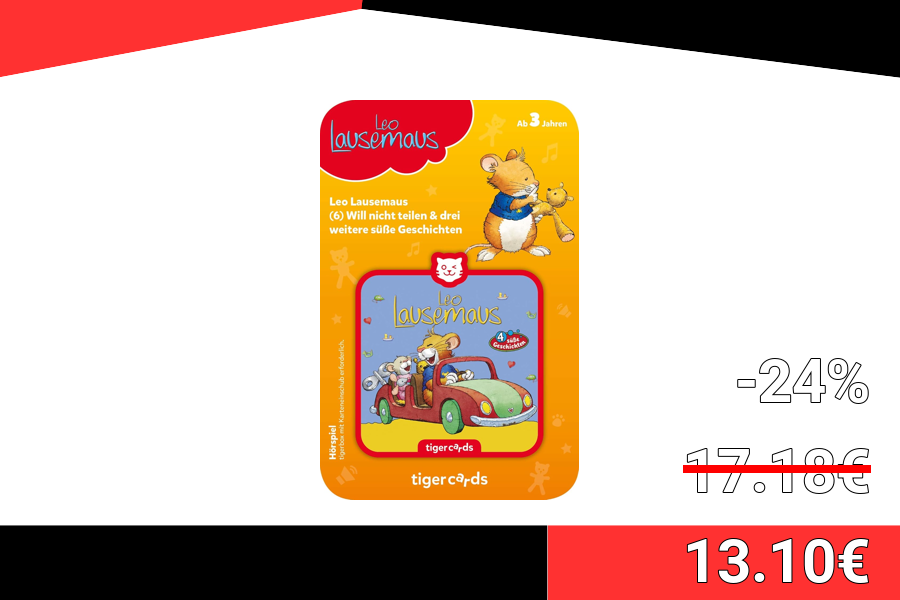 Leo
Lausemaus
Ab 3 Jahren
Leo Lausemaus
(6) Will nicht teilen & drei
weitere süße Geschichten
Leo
Lausemaus
4 süße
Geschichten
Hörspiel
tigerbox mit Karteneinschub erforderlich.
tigercards
tigercards
-24%
17.18€
13.10€